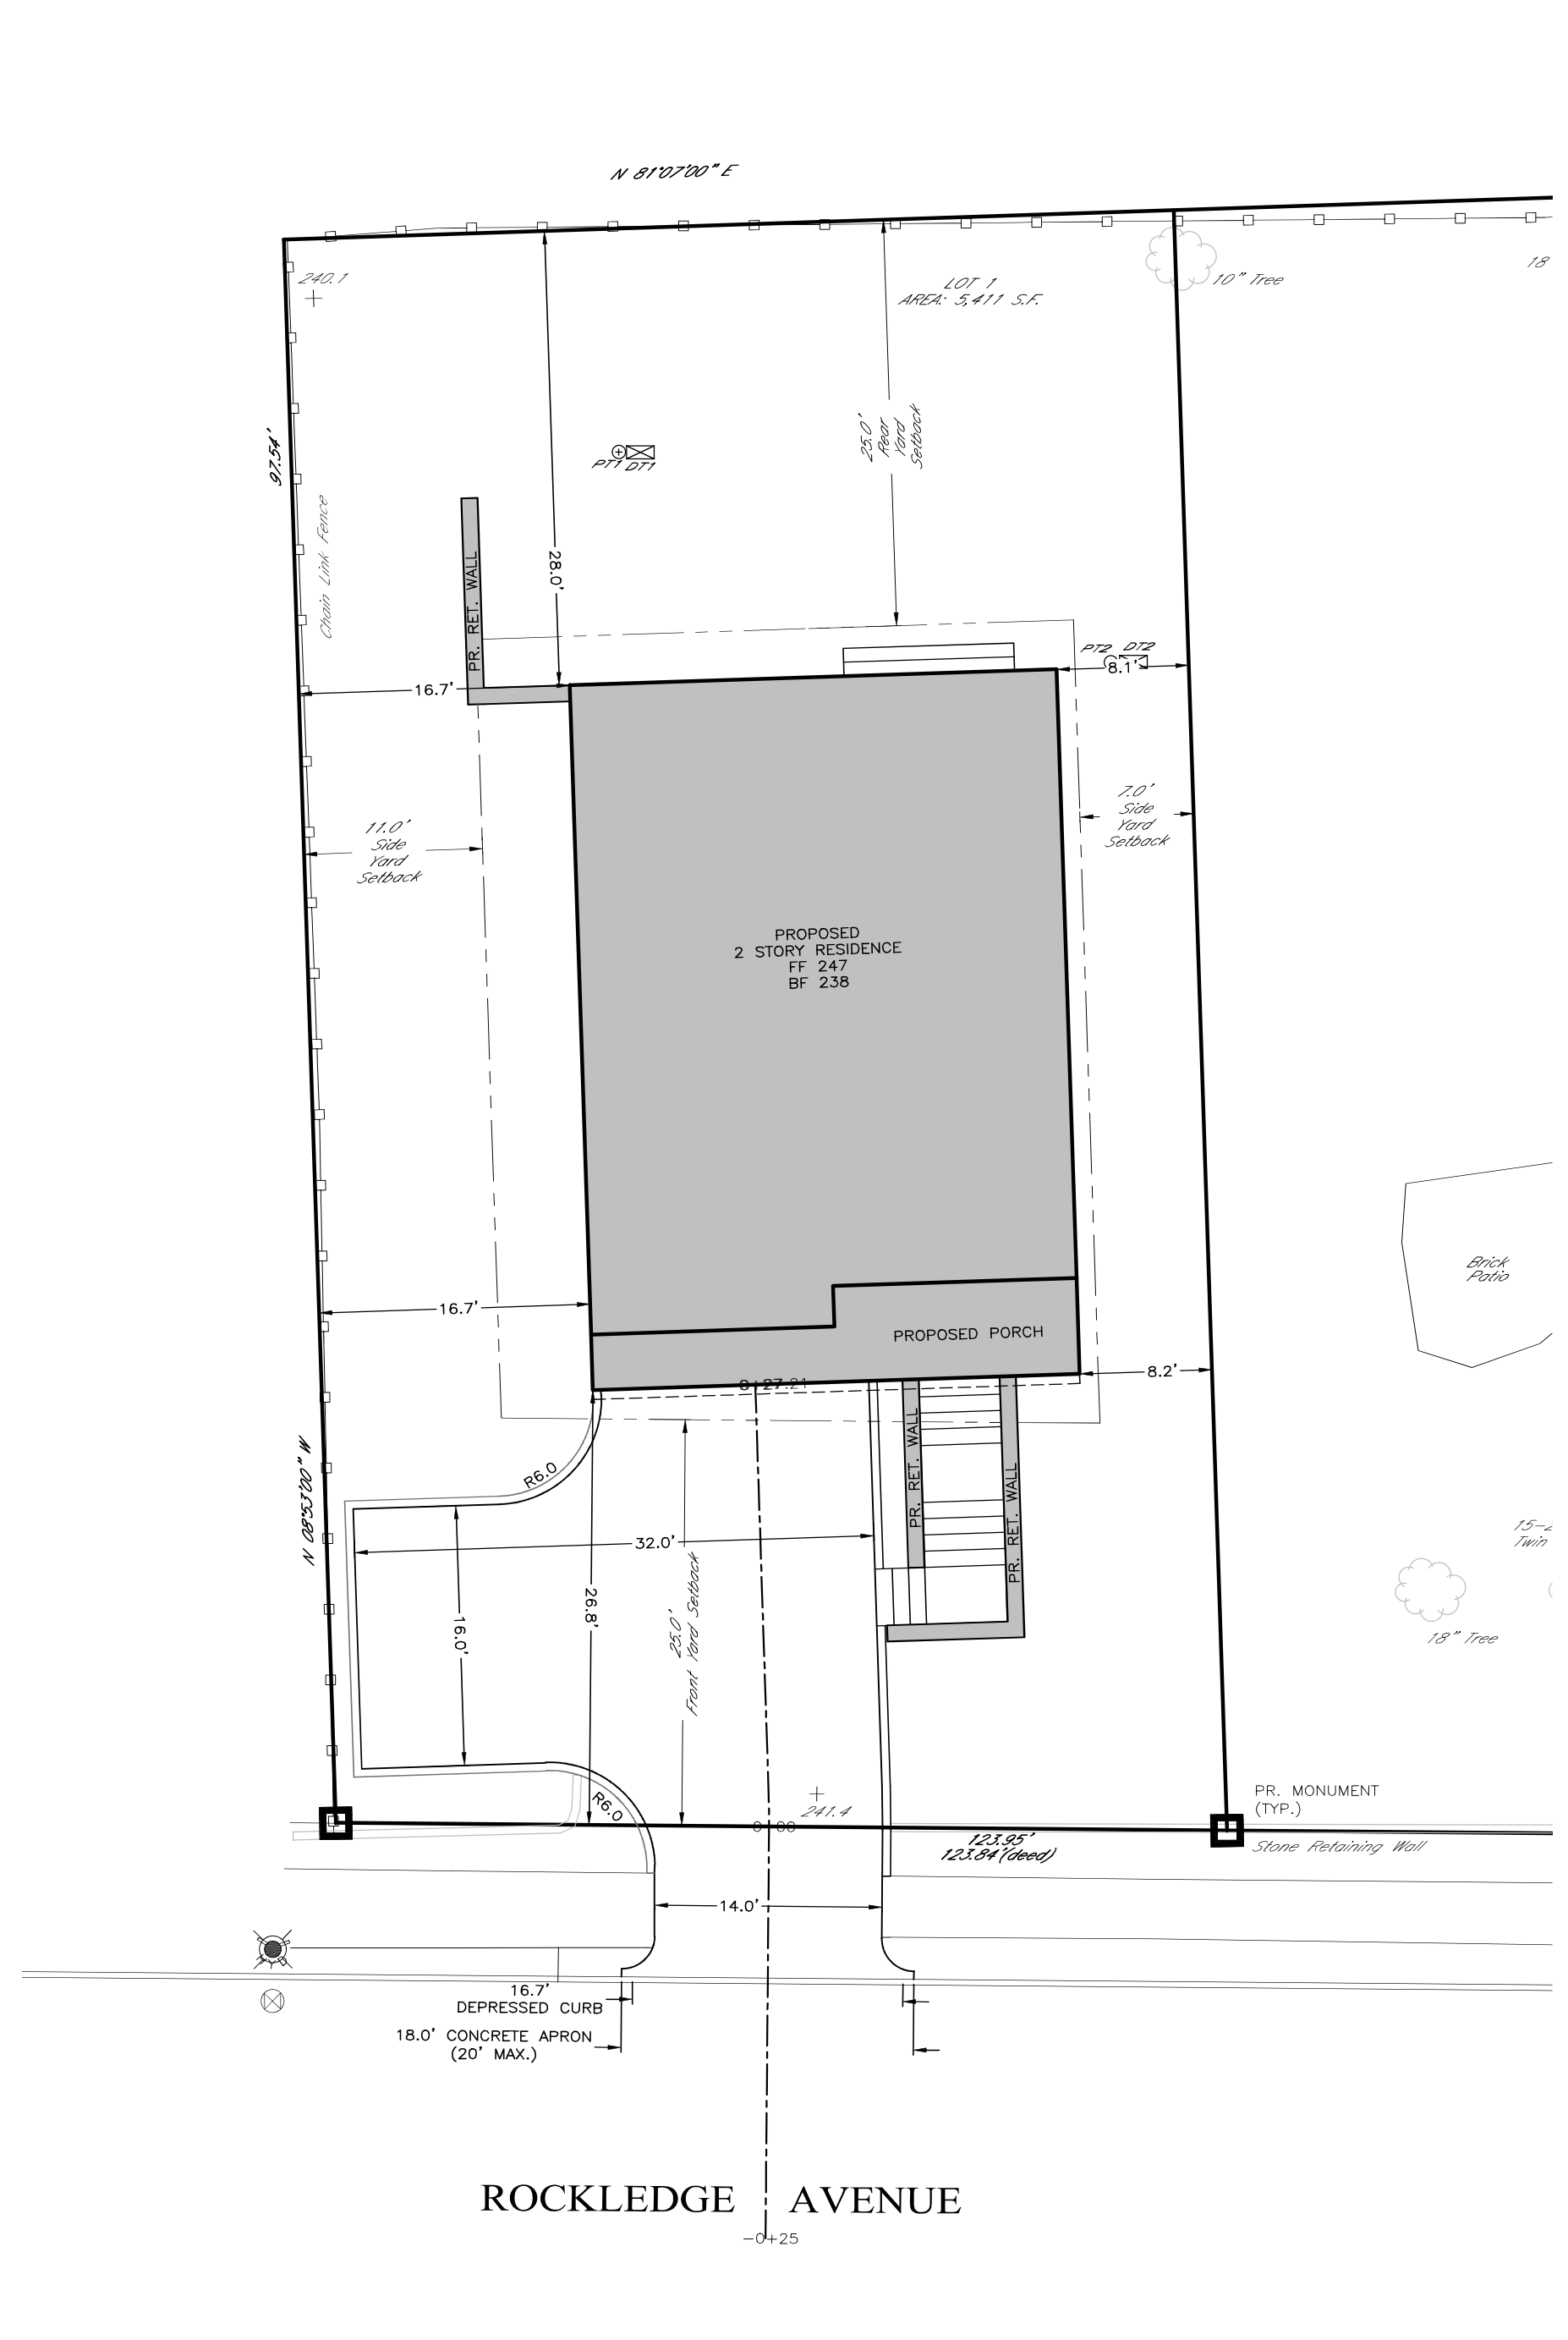 N 81°07'00" E
240.1
LOT 1
AREA: 5,411 S.F.
10" Tree
18
97.54'
Chain Link Fence
25.0'
Rear
Yard
Setback
PT1 DT1
28.0'
PR. RET. WALL
PT2 DT2
16.7'
8.1'
11.0'
Side
Yard
Setback
7.0'
Side
Yard
Setback
PROPOSED
2 STORY RESIDENCE
FF 247
BF 238
Brick
Patio
16.7'
PROPOSED PORCH
8.2'
0+27.21
N 08°53'00" W
R6.0
PR. RET. WALL
PR. RET. WALL
32.0'
16.0'
26.8'
25.0'
Front Yard Setback
15-2
Twin
18" Tree
R6.0
241.4
0+00
PR. MONUMENT
(TYP.)
123.95'
123.84'(deed)
Stone Retaining Wall
14.0'
16.7'
DEPRESSED CURB
18.0' CONCRETE APRON
(20' MAX.)
ROCKLEDGE AVENUE
-0+25